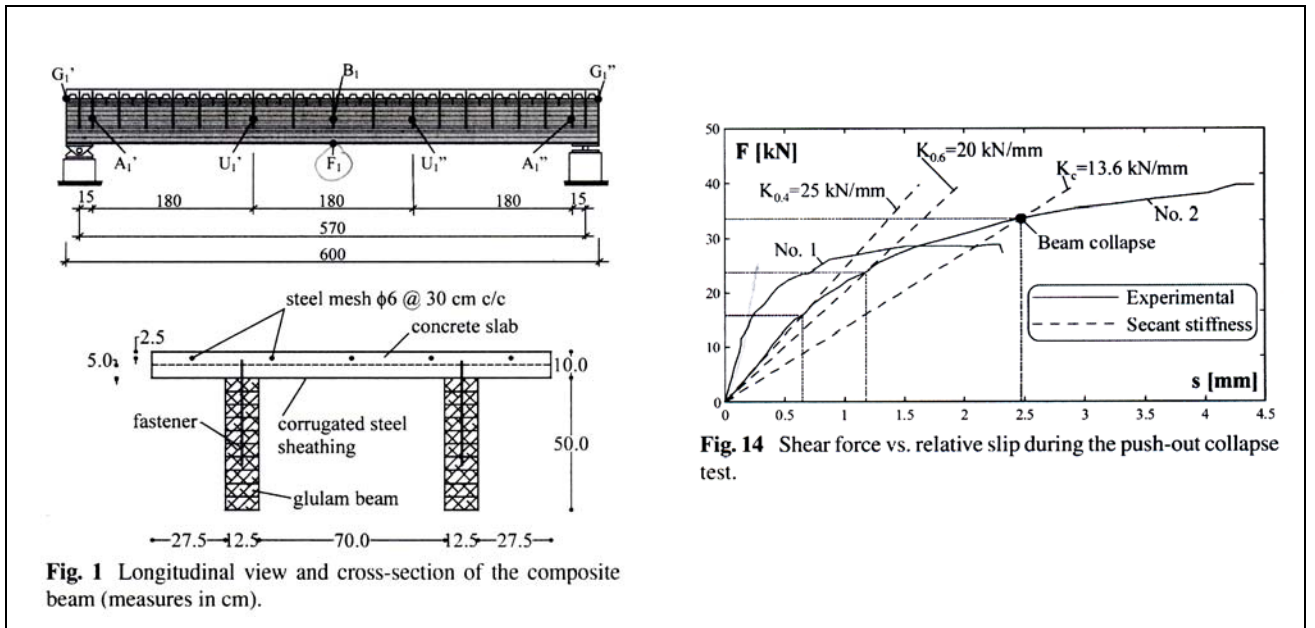 G₁'
B₁
G₁"
A₁'
U₁'
F₁
U₁"
A₁"
15
180
180
180
15
570
600
steel mesh ϕ6 @ 30 cm c/c
concrete slab
2.5
5.0
10.0
fastener
corrugated steel
sheathing
50.0
glulam beam
27.5
12.5
70.0
12.5
27.5
Fig. 1 Longitudinal view and cross-section of the composite
beam (measures in cm).
50
F [kN]
K₀.₆=20 kN/mm
K₀.₄=25 kN/mm
K_c=13.6 kN/mm
40
No. 2
30
No. 1
Beam collapse
20
Experimental
Secant stiffness
10
s [mm]
0
0 0.5 1 1.5 2 2.5 3 3.5 4 4.5
Fig. 14 Shear force vs. relative slip during the push-out collapse
test.